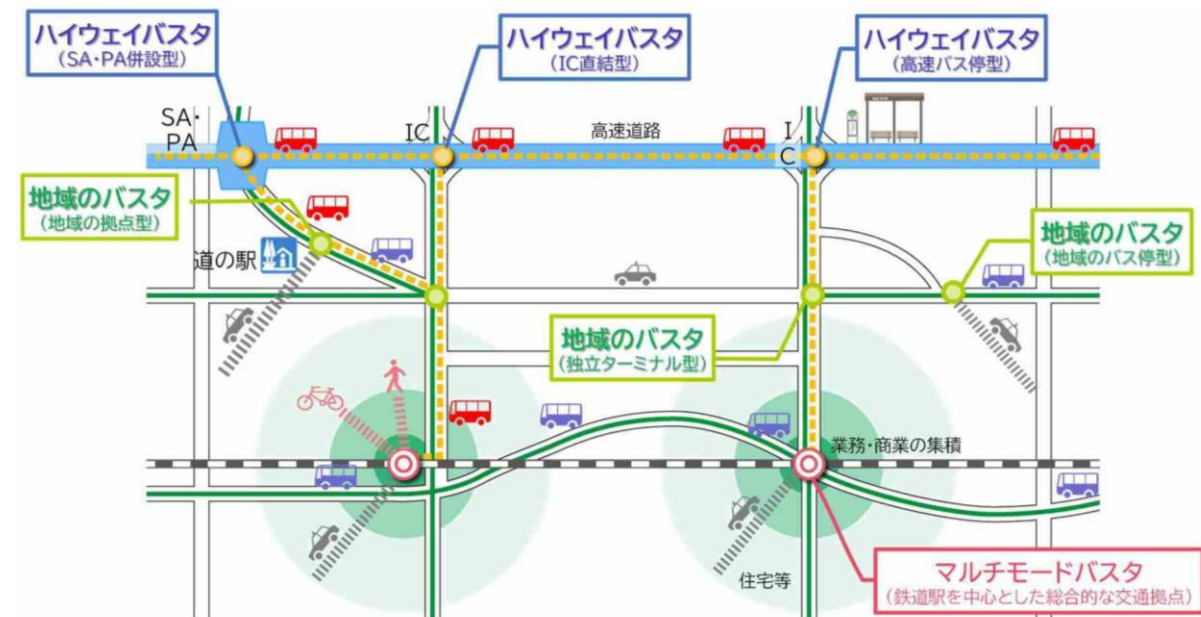 ハイウェイバスタ
(SA・PA併設型)
ハイウェイバスタ
(IC直結型)
ハイウェイバスタ
(高速バス停型)
SA・
PA
IC
高速道路
I
C
地域のバスタ
(地域の拠点型)
道の駅
地域のバスタ
(地域のバス停型)
地域のバスタ
(独立ターミナル型)
業務・商業の集積
住宅等
マルチモードバスタ
(鉄道駅を中心とした総合的な交通拠点)